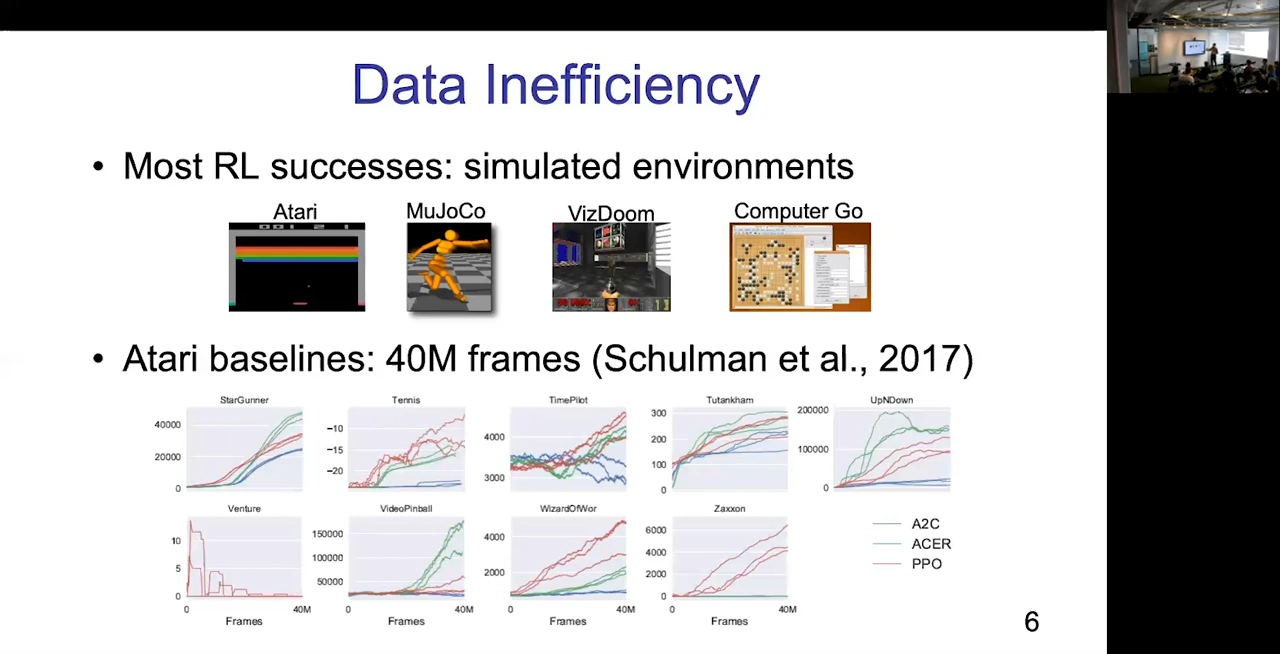 Data Inefficiency
• Most RL successes: simulated environments
Atari MuJoCo VizDoom Computer Go
001 2 1
• Atari baselines: 40M frames (Schulman et al., 2017)
StarGunner Tennis TimePilot Tutankham UpNDown
40000
20000
0
−10
−15
−20
4000
3000
300
200
100
0
200000
100000
0
Venture VideoPinball WizardOfWor Zaxxon
10
5
0
150000
100000
50000
4000
2000
6000
4000
2000
0
A2C
ACER
PPO
0 40M 0 40M 0 40M 0 40M
Frames Frames Frames Frames
6